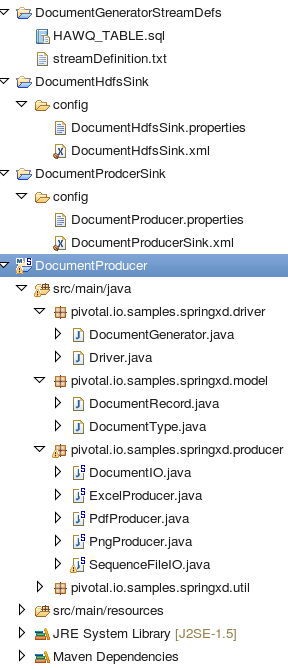 DocumentGeneratorStreamDefs
HAWQ_TABLE.sql
streamDefinition.txt
DocumentHdfsSink
config
DocumentHdfsSink.properties
DocumentHdfsSink.xml
DocumentProdcerSink
config
DocumentProducer.properties
DocumentProducerSink.xml
DocumentProducer
src/main/java
pivotal.io.samples.springxd.driver
DocumentGenerator.java
Driver.java
pivotal.io.samples.springxd.model
DocumentRecord.java
DocumentType.java
pivotal.io.samples.springxd.producer
DocumentIO.java
ExcelProducer.java
PdfProducer.java
PngProducer.java
SequenceFileIO.java
pivotal.io.samples.springxd.util
src/main/resources
JRE System Library [J2SE-1.5]
Maven Dependencies